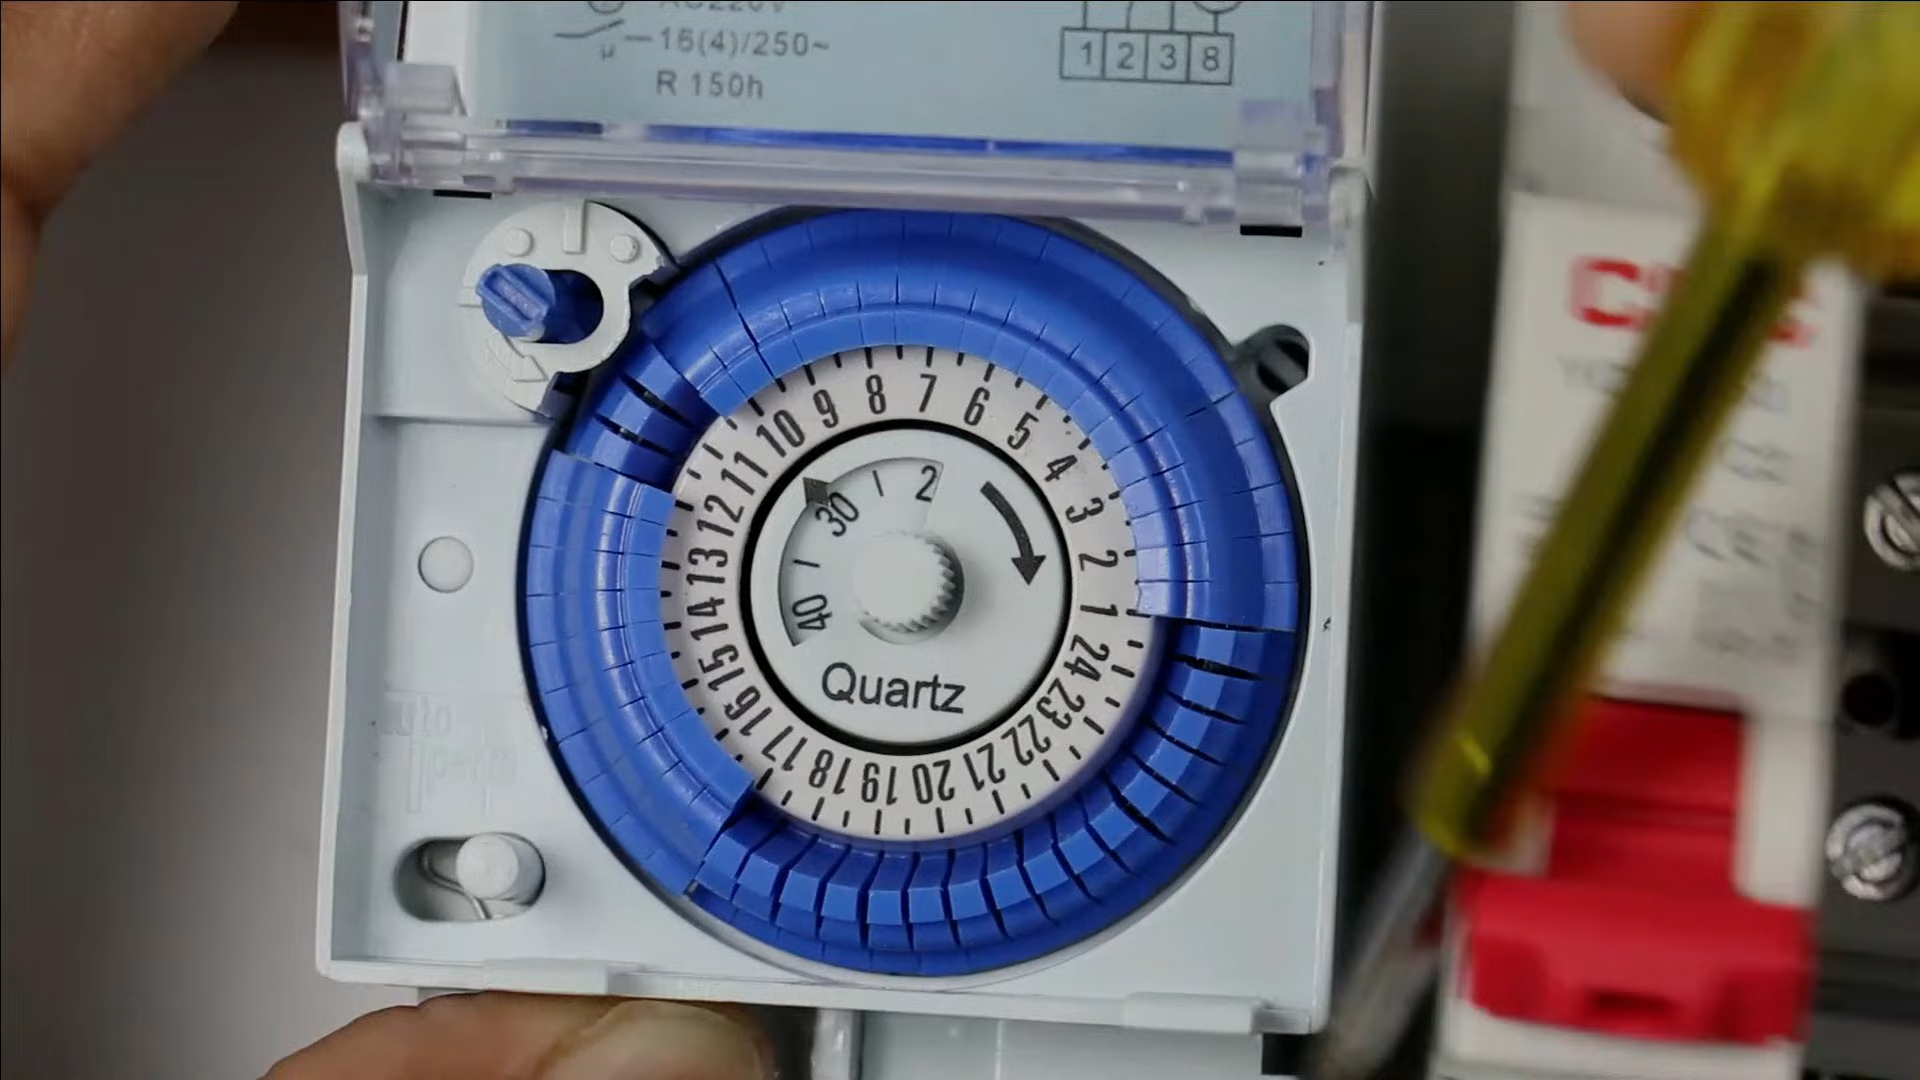 AC220V
16(4)/250~
μ
R 150h
1 2 3 8
1 2 3 4 5 6 7 8 9 10 11 12 13 14 15 16 17 18 19 20 21 22 23 24
2
30
40
Quartz